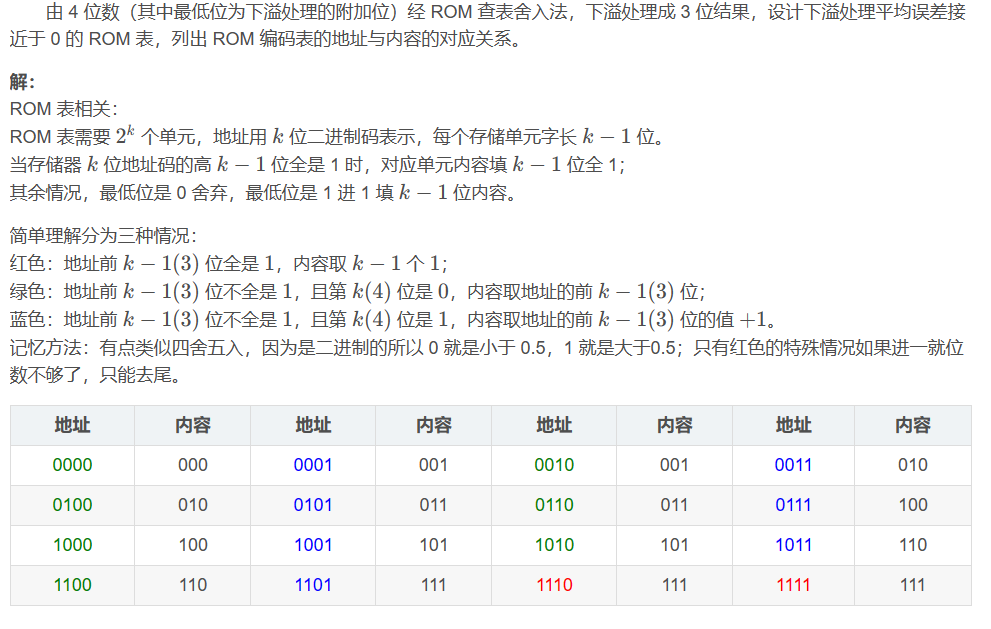 由 4 位数（其中最低位为下溢处理的附加位）经 ROM 查表舍入法，下溢处理成 3 位结果，设计下溢处理平均误差接
近于 0 的 ROM 表，列出 ROM 编码表的地址与内容的对应关系。
解：
ROM 表相关：
ROM 表需要 2^k 个单元，地址用 k 位二进制码表示，每个存储单元字长 k − 1 位。
当存储器 k 位地址码的高 k − 1 位全是 1 时，对应单元内容填 k − 1 位全 1；
其余情况，最低位是 0 舍弃，最低位是 1 进 1 填 k − 1 位内容。
简单理解分为三种情况：
红色：地址前 k − 1(3) 位全是 1，内容取 k − 1 个 1；
绿色：地址前 k − 1(3) 位不全是 1，且第 k(4) 位是 0，内容取地址的前 k − 1(3) 位；
蓝色：地址前 k − 1(3) 位不全是 1，且第 k(4) 位是 1，内容取地址的前 k − 1(3) 位的值 +1。
记忆方法：有点类似四舍五入，因为是二进制的所以 0 就是小于 0.5，1 就是大于0.5；只有红色的特殊情况如果进一就位
数不够了，只能去尾。
地址 内容 地址 内容 地址 内容 地址 内容
0000 000 0001 001 0010 001 0011 010
0100 010 0101 011 0110 011 0111 100
1000 100 1001 101 1010 101 1011 110
1100 110 1101 111 1110 111 1111 111